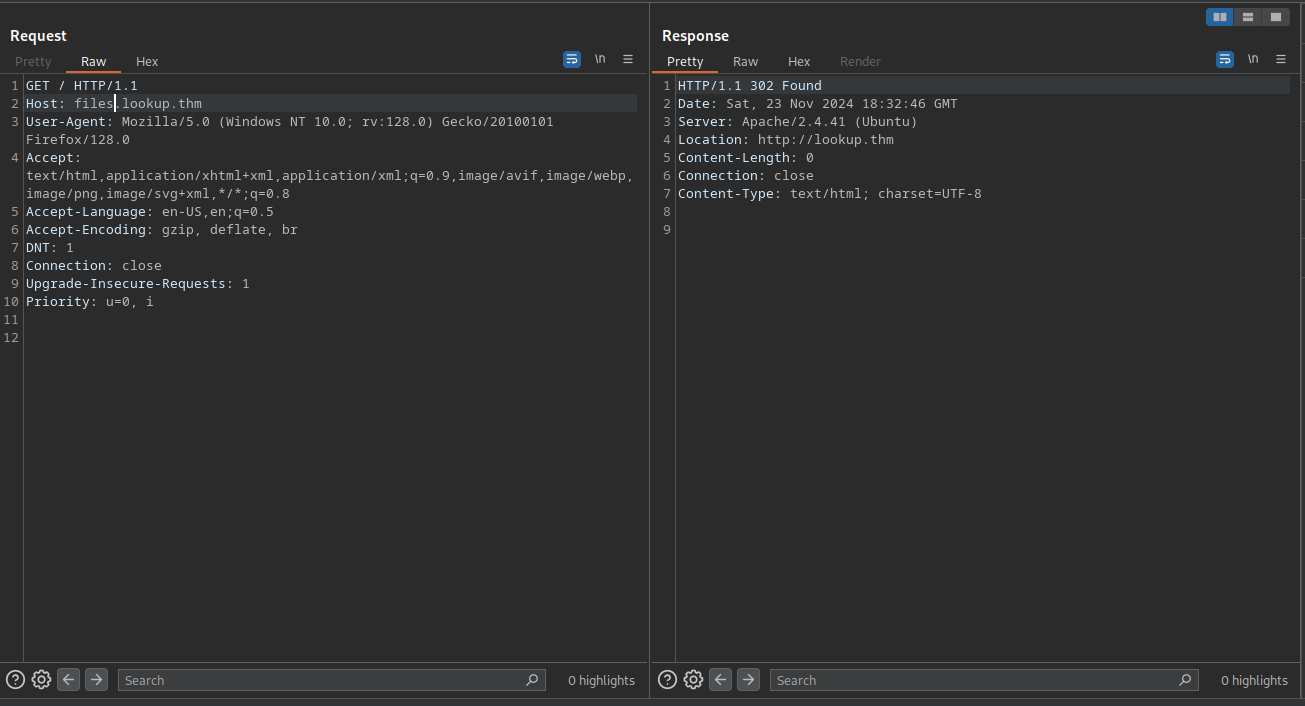 Request
Pretty Raw Hex
\n
1 GET / HTTP/1.1
2 Host: files.lookup.thm
3 User-Agent: Mozilla/5.0 (Windows NT 10.0; rv:128.0) Gecko/20100101
Firefox/128.0
4 Accept:
text/html,application/xhtml+xml,application/xml;q=0.9,image/avif,image/webp,
image/png,image/svg+xml,*/*;q=0.8
5 Accept-Language: en-US,en;q=0.5
6 Accept-Encoding: gzip, deflate, br
7 DNT: 1
8 Connection: close
9 Upgrade-Insecure-Requests: 1
10 Priority: u=0, i
11
12
Search
0 highlights
Response
Pretty Raw Hex Render
\n
1 HTTP/1.1 302 Found
2 Date: Sat, 23 Nov 2024 18:32:46 GMT
3 Server: Apache/2.4.41 (Ubuntu)
4 Location: http://lookup.thm
5 Content-Length: 0
6 Connection: close
7 Content-Type: text/html; charset=UTF-8
8
9
Search
0 highlights